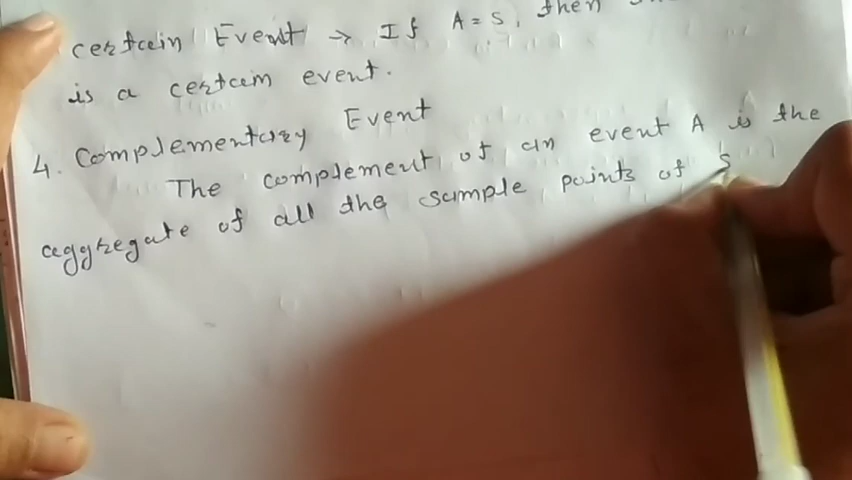 certain Event → If A = S, then
is a certain event.
4. Complementary Event
The complement of an event A is the
aggregate of all the sample points of S